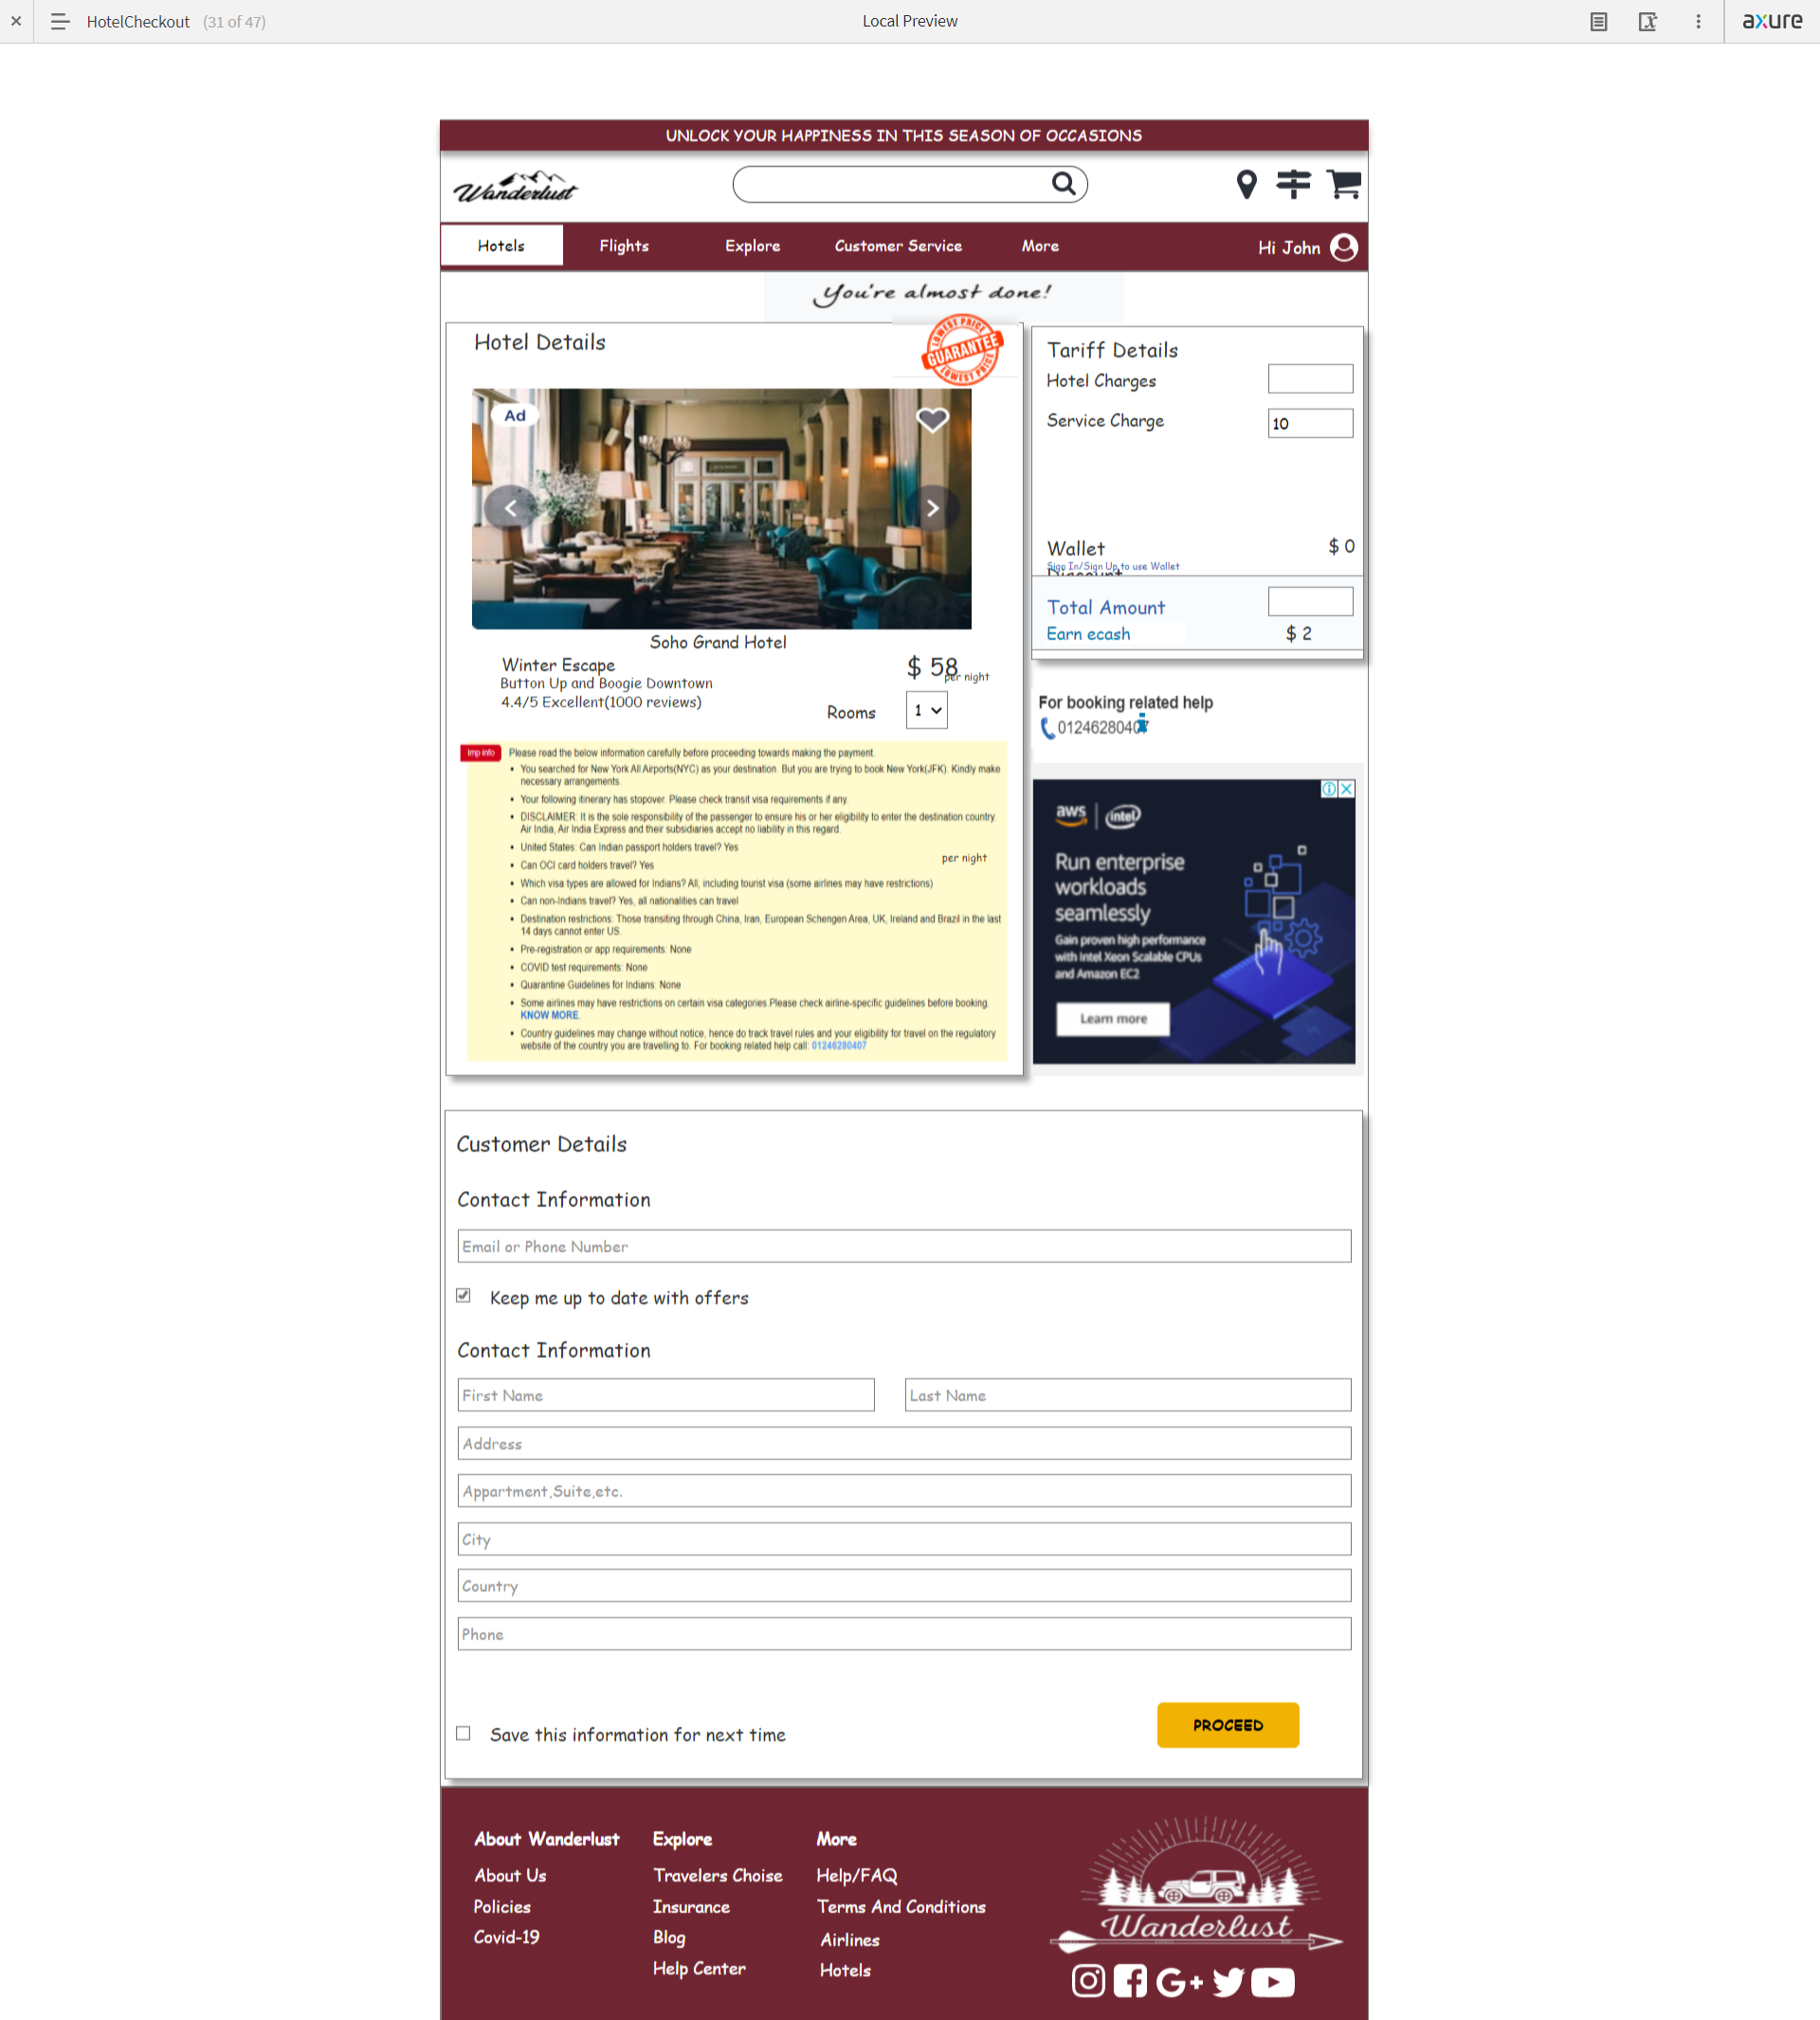 HotelCheckout (31 of 47)
Local Preview
axure
UNLOCK YOUR HAPPINESS IN THIS SEASON OF OCCASIONS
Wanderlust
Hotels
Flights
Explore
Customer Service
More
Hi John
You're almost done!
Hotel Details
LOWEST PRICE
GUARANTEE
LOWEST PRICE
Ad
Soho Grand Hotel
Winter Escape
$ 58
per night
Button Up and Boogie Downtown
4.4/5 Excellent(1000 reviews)
Rooms
1
Imp Info
Please read the below information carefully before proceeding towards making the payment.
• You searched for New York All Airports(NYC) as your destination. But you are trying to book New York(JFK). Kindly make
necessary arrangements.
• Your following itinerary has stopover. Please check transit visa requirements if any.
• DISCLAIMER: It is the sole responsibility of the passenger to ensure his or her eligibility to enter the destination country.
Air India, Air India Express and their subsidiaries accept no liability in this regard.
• United States: Can Indian passport holders travel? Yes
• Can OCI card holders travel? Yes
per night
• Which visa types are allowed for Indians? All, including tourist visa (some airlines may have restrictions)
• Can non-Indians travel? Yes, all nationalities can travel
• Destination restrictions: Those transiting through China, Iran, European Schengen Area, UK, Ireland and Brazil in the last
14 days cannot enter US.
• Pre-registration or app requirements: None
• COVID test requirements: None
• Quarantine Guidelines for Indians: None
• Some airlines may have restrictions on certain visa categories.Please check airline-specific guidelines before booking.
KNOW MORE.
• Country guidelines may change without notice, hence do track travel rules and your eligibility for travel on the regulatory
website of the country you are travelling to. For booking related help call: 01246280407
Tariff Details
Hotel Charges
Service Charge
10
Wallet
$ 0
Sign In/Sign Up to use Wallet
Discount
Total Amount
Earn ecash
$ 2
For booking related help
01246280407
aws | intel
Run enterprise
workloads
seamlessly
Gain proven high performance
with Intel Xeon Scalable CPUs
and Amazon EC2
Learn more
Customer Details
Contact Information
Email or Phone Number
Keep me up to date with offers
Contact Information
First Name
Last Name
Address
Appartment,Suite,etc.
City
Country
Phone
Save this information for next time
PROCEED
About Wanderlust
About Us
Policies
Covid-19
Explore
Travelers Choise
Insurance
Blog
Help Center
More
Help/FAQ
Terms And Conditions
Airlines
Hotels
Wanderlust
G+